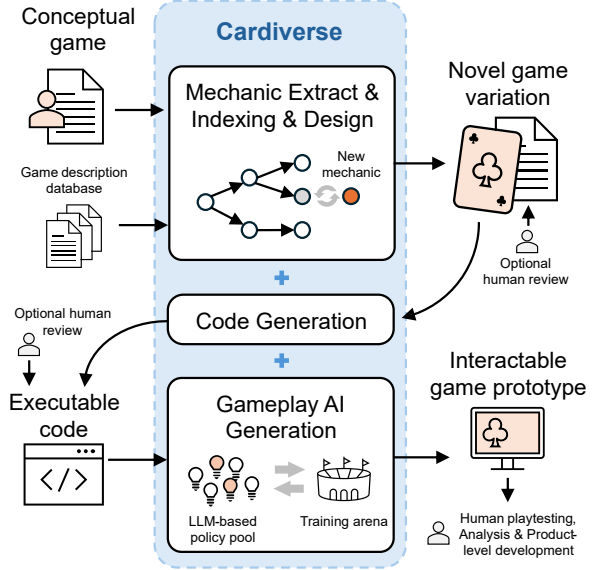 Conceptual
game
Cardiverse
Mechanic Extract &
Indexing & Design
New
mechanic
Game description
database
Novel game
variation
Optional
human review
Code Generation
Optional human
review
Executable
code
</>
Gameplay AI
Generation
LLM-based
policy pool
Training arena
Interactable
game prototype
Human playtesting,
Analysis & Product-
level development